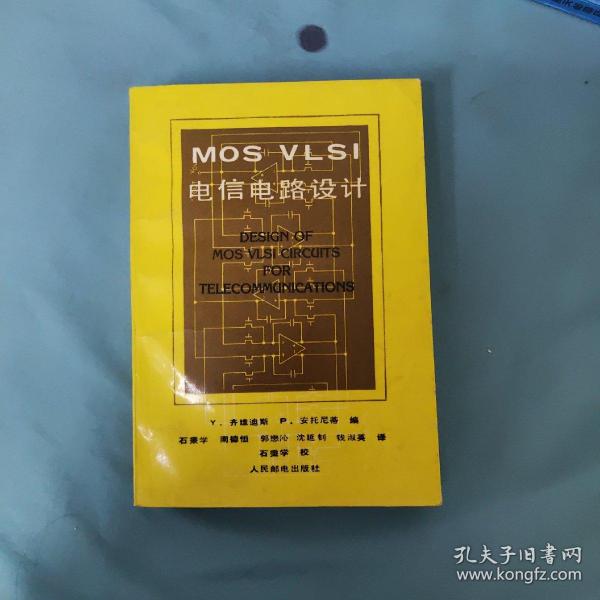 MOS VLSI
电信电路设计
DESIGN OF
MOS VLSI CIRCUITS
FOR
TELECOMMUNICATIONS
Y. 齐维迪斯 P. 安托尼蒂 编
石秉学 周德恒 郭懋沁 沈延钊 钱淑英 译
石秉学 校
人民邮电出版社
孔夫子旧书网
www.kongfz.com